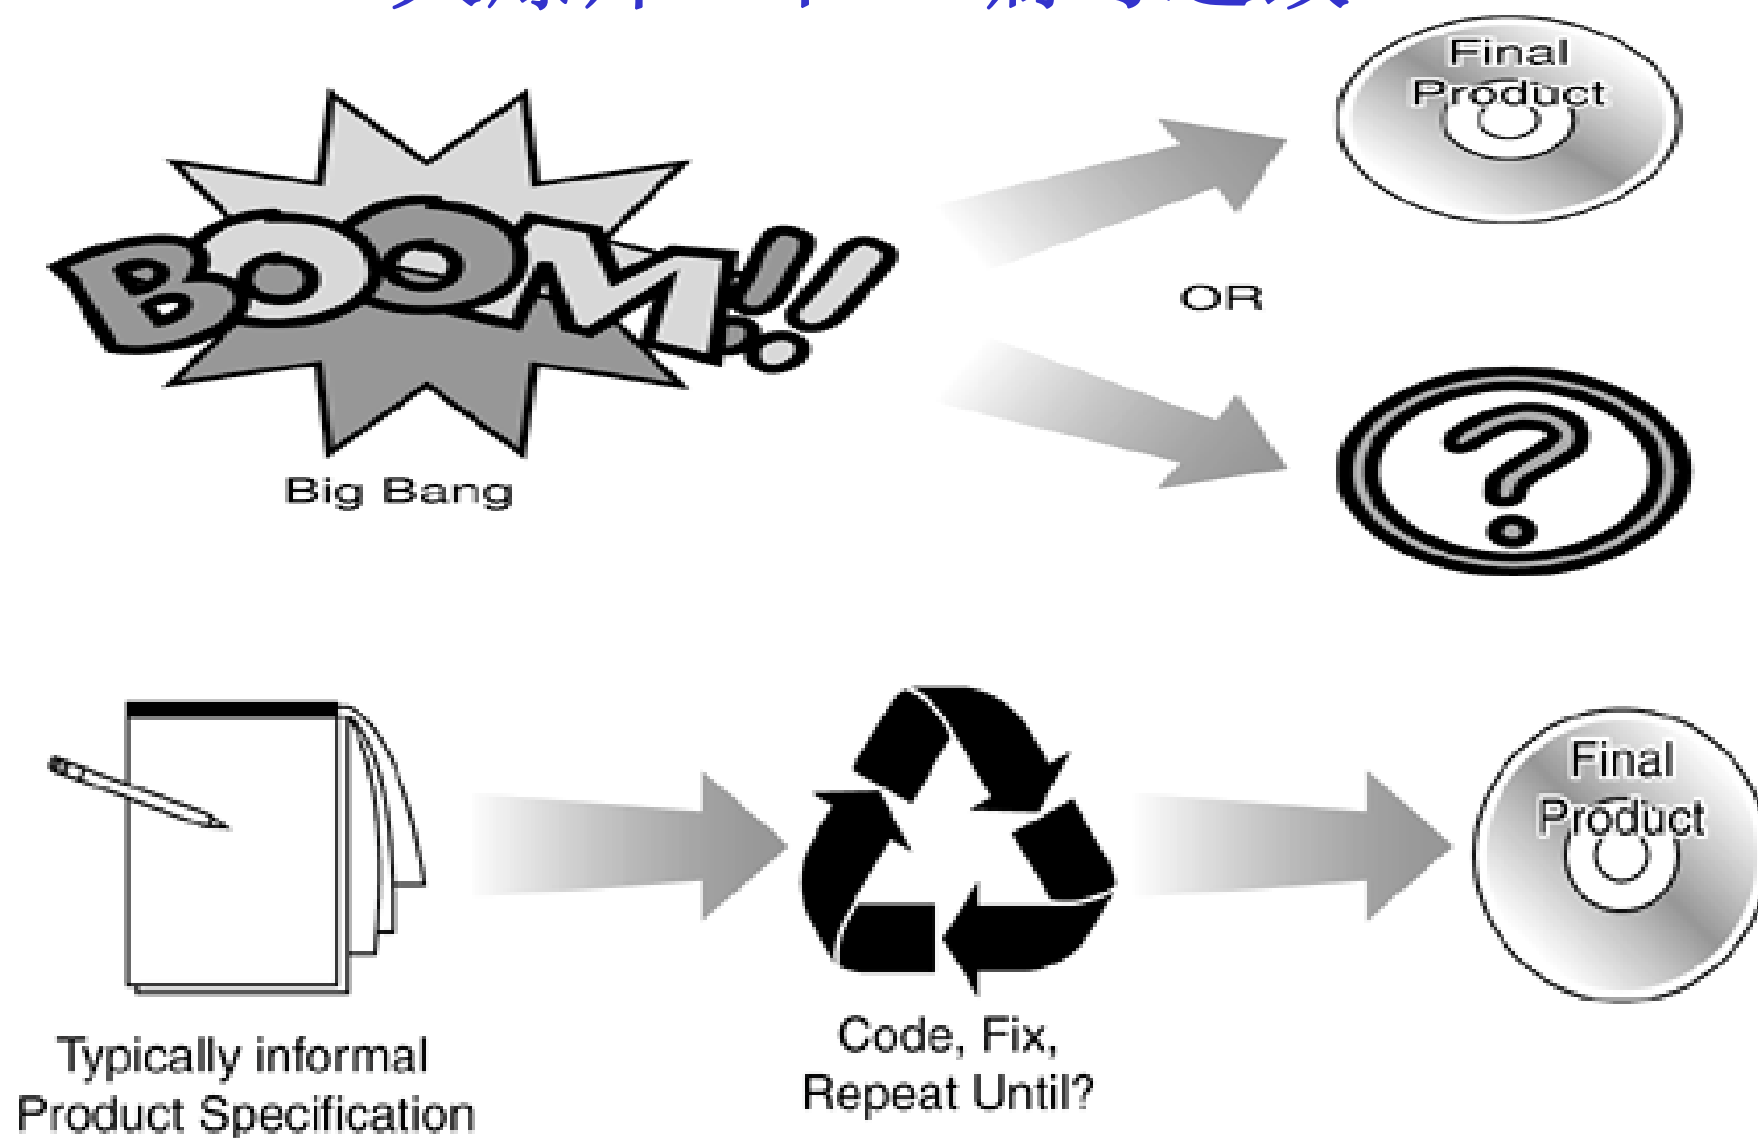 Final
Product
BOOM!!
OR
?
Big Bang
Final
Product
Code, Fix,
Repeat Until?
Typically informal
Product Specification